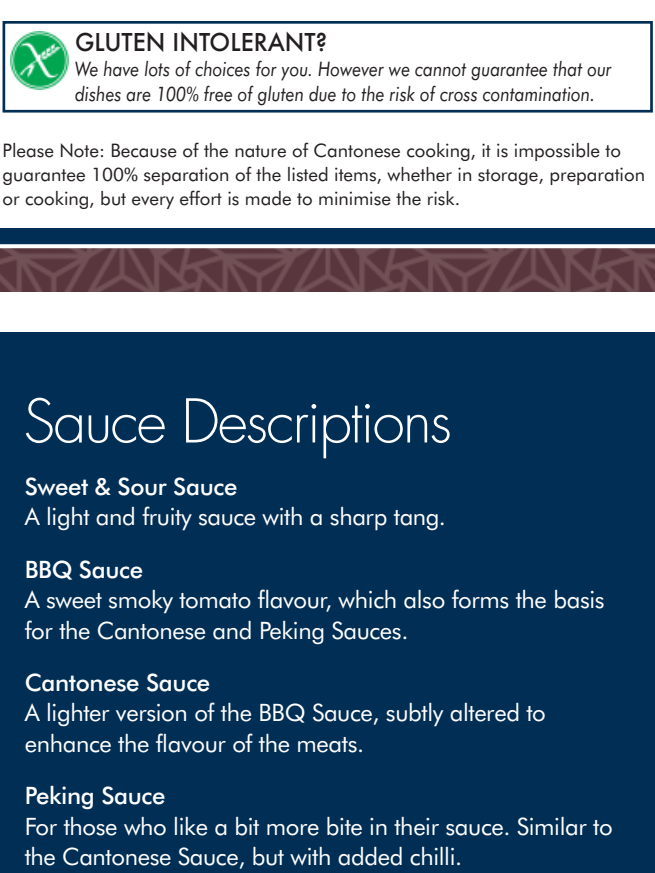 GLUTEN INTOLERANT?
We have lots of choices for you. However we cannot guarantee that our
dishes are 100% free of gluten due to the risk of cross contamination.
Please Note: Because of the nature of Cantonese cooking, it is impossible to
guarantee 100% separation of the listed items, whether in storage, preparation
or cooking, but every effort is made to minimise the risk.
Sauce Descriptions
Sweet & Sour Sauce
A light and fruity sauce with a sharp tang.
BBQ Sauce
A sweet smoky tomato flavour, which also forms the basis
for the Cantonese and Peking Sauces.
Cantonese Sauce
A lighter version of the BBQ Sauce, subtly altered to
enhance the flavour of the meats.
Peking Sauce
For those who like a bit more bite in their sauce. Similar to
the Cantonese Sauce, but with added chilli.